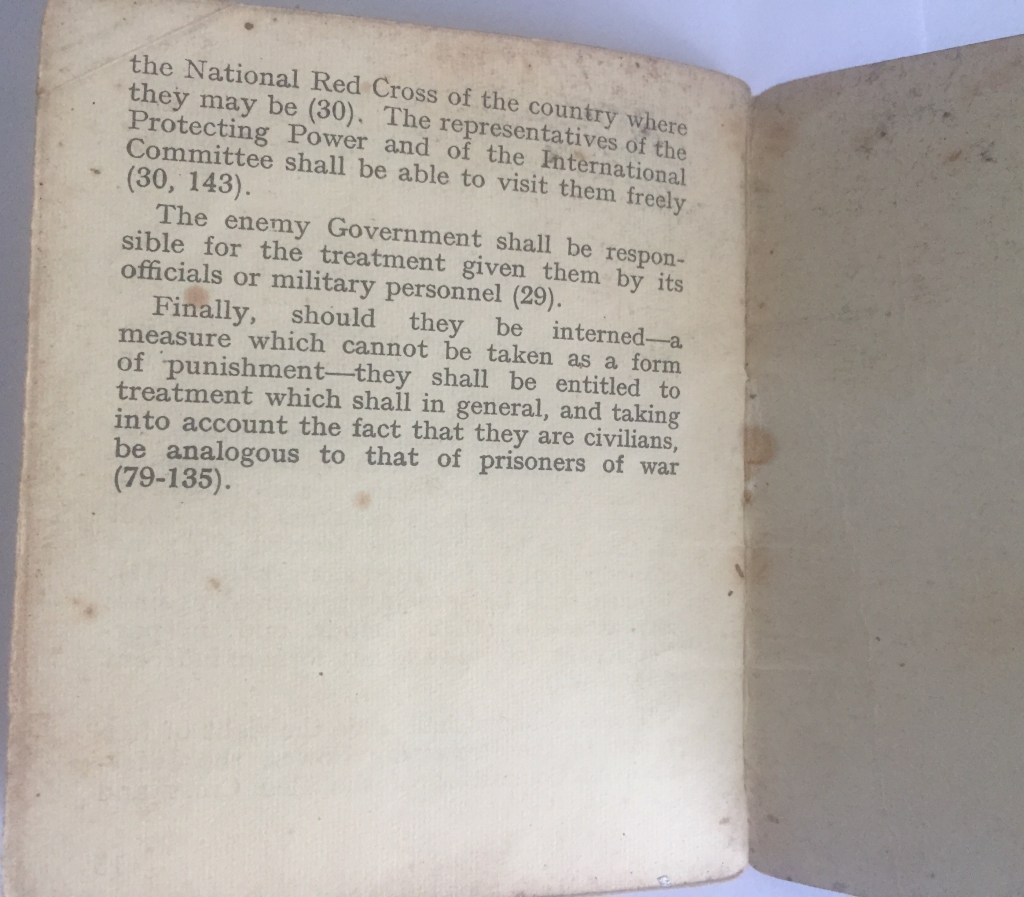 the National Red Cross of the country where
they may be (30). The representatives of the
Protecting Power and of the International
Committee shall be able to visit them freely
(30, 143).
The enemy Government shall be respon-
sible for the treatment given them by its
officials or military personnel (29).
Finally, should they be interned—a
measure which cannot be taken as a form
of punishment—they shall be entitled to
treatment which shall in general, and taking
into account the fact that they are civilians,
be analogous to that of prisoners of war
(79-135).